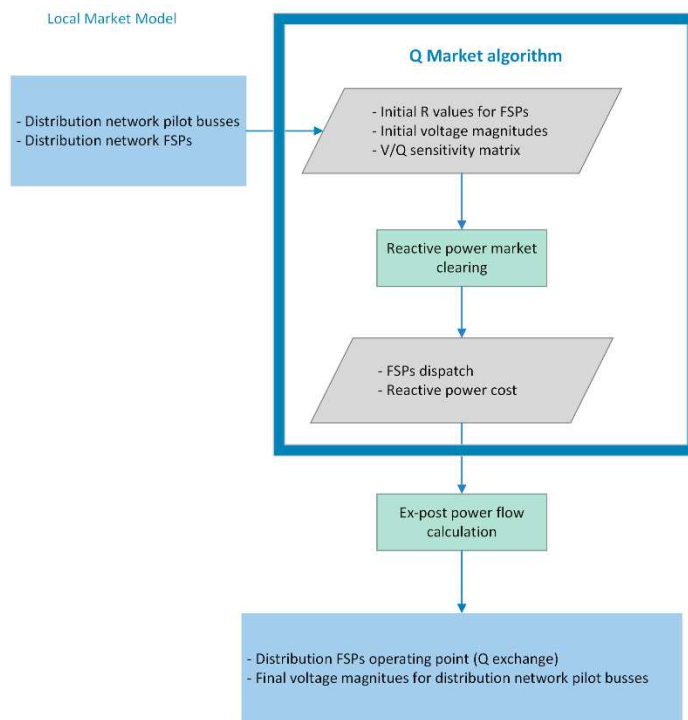 Local Market Model
Q Market algorithm
- Distribution network pilot busses
- Distribution network FSPs
- Initial R values for FSPs
- Initial voltage magnitudes
- V/Q sensitivity matrix
Reactive power market
clearing
- FSPs dispatch
- Reactive power cost
Ex-post power flow
calculation
- Distribution FSPs operating point (Q exchange)
- Final voltage magnitues for distribution network pilot busses